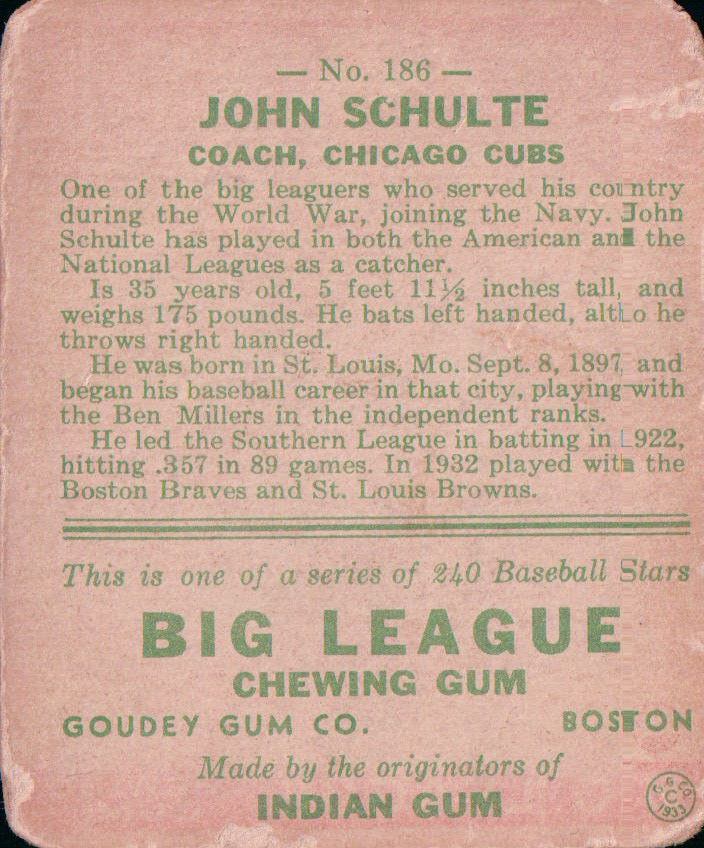 — No. 186 —
JOHN SCHULTE
COACH, CHICAGO CUBS
One of the big leaguers who served his country
during the World War, joining the Navy. John
Schulte has played in both the American and the
National Leagues as a catcher.
Is 35 years old, 5 feet 11½ inches tall, and
weighs 175 pounds. He bats left handed, altho he
throws right handed.
He was born in St. Louis, Mo. Sept. 8, 1897, and
began his baseball career in that city, playing with
the Ben Millers in the independent ranks.
He led the Southern League in batting in 1922,
hitting .357 in 89 games. In 1932 played with the
Boston Braves and St. Louis Browns.
This is one of a series of 240 Baseball Stars
BIG LEAGUE
CHEWING GUM
GOUDEY GUM CO. BOSTON
Made by the originators of
INDIAN GUM
G. G. Co.
C
1933